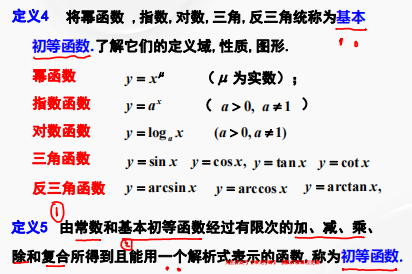 定义4 将幂函数,指数,对数,三角,反三角统称为基本
初等函数.了解它们的定义域,性质,图形.
幂函数 y = x^μ (μ为实数);
指数函数 y = a^x ( a>0, a≠1 )
对数函数 y = log_a x (a>0,a≠1)
三角函数 y = sin x y = cos x, y = tan x y = cot x
反三角函数 y = arcsin x y = arccos x y = arctan x,
①
定义5 由常数和基本初等函数经过有限次的加、减、乘、
②
除和复合所得到且能用一个解析式表示的函数,称为初等函数.